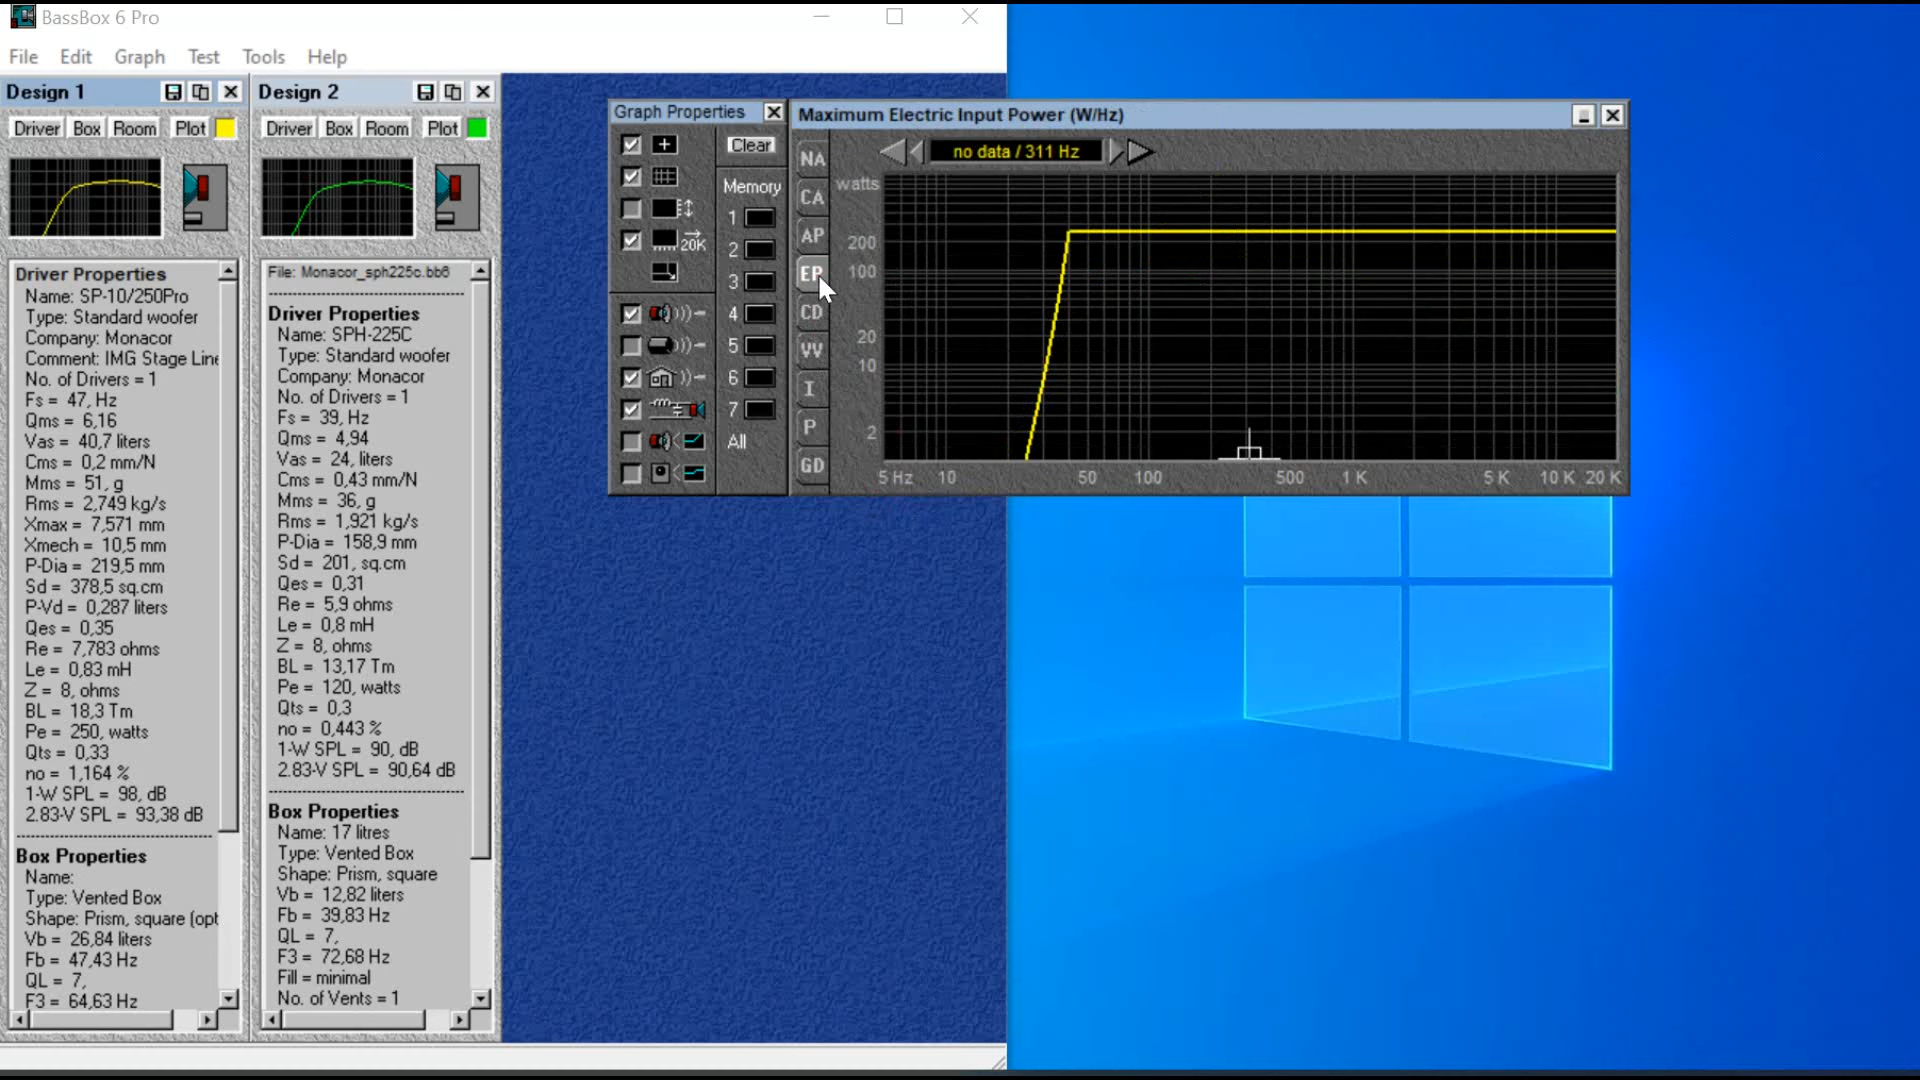 BassBox 6 Pro
File Edit Graph Test Tools Help
Design 1
Driver Box Room Plot
Driver Properties
Name: SP-10/250Pro
Type: Standard woofer
Company: Monacor
Comment: IMG Stage Line
No. of Drivers = 1
Fs = 47, Hz
Qms = 6,16
Vas = 40,7 liters
Cms = 0,2 mm/N
Mms = 51, g
Rms = 2,749 kg/s
Xmax = 7,571 mm
Xmech = 10,5 mm
P-Dia = 219,5 mm
Sd = 378,5 sq.cm
P-Vd = 0,287 liters
Qes = 0,35
Re = 7,783 ohms
Le = 0,83 mH
Z = 8, ohms
BL = 18,3 Tm
Pe = 250, watts
Qts = 0,33
no = 1,164 %
1-W SPL = 98, dB
2.83-V SPL = 93,38 dB
Box Properties
Name:
Type: Vented Box
Shape: Prism, square (opt
Vb = 26,84 liters
Fb = 47,43 Hz
QL = 7,
F3 = 64,63 Hz
Design 2
Driver Box Room Plot
File: Monacor_sph225c.bb6
Driver Properties
Name: SPH-225C
Type: Standard woofer
Company: Monacor
No. of Drivers = 1
Fs = 39, Hz
Qms = 4,94
Vas = 24, liters
Cms = 0,43 mm/N
Mms = 36, g
Rms = 1,921 kg/s
P-Dia = 158,9 mm
Sd = 201, sq.cm
Qes = 0,31
Re = 5,9 ohms
Le = 0,8 mH
Z = 8, ohms
BL = 13,17 Tm
Pe = 120, watts
Qts = 0,3
no = 0,443 %
1-W SPL = 90, dB
2.83-V SPL = 90,64 dB
Box Properties
Name: 17 litres
Type: Vented Box
Shape: Prism, square
Vb = 12,82 liters
Fb = 39,83 Hz
QL = 7,
F3 = 72,68 Hz
Fill = minimal
No. of Vents = 1
Graph Properties
Clear
Memory
1
2
20K
3
4
5
6
7
All
Maximum Electric Input Power (W/Hz)
no data / 311 Hz
NA
CA
AP
EP
CD
VV
I
P
GD
watts
200
100
20
10
2
5 Hz 10 50 100 500 1 K 5 K 10 K 20 K